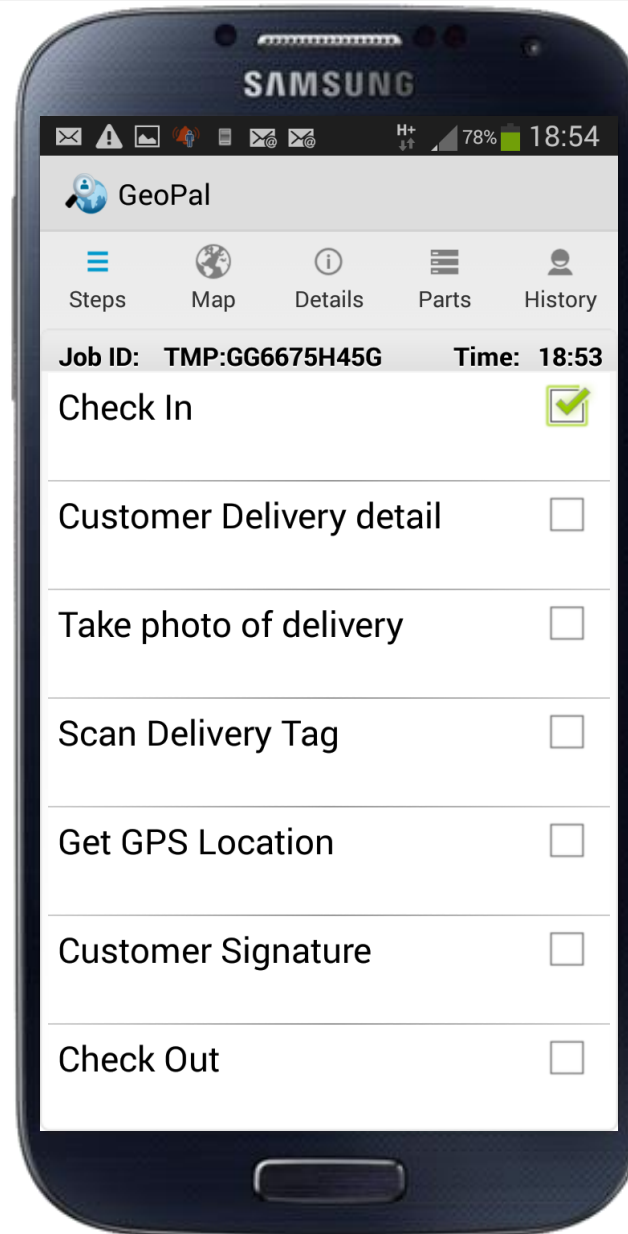 SAMSUNG
H+ 78% 18:54
GeoPal
Steps Map Details Parts History
Job ID: TMP:GG6675H45G Time: 18:53
Check In
Customer Delivery detail
Take photo of delivery
Scan Delivery Tag
Get GPS Location
Customer Signature
Check Out